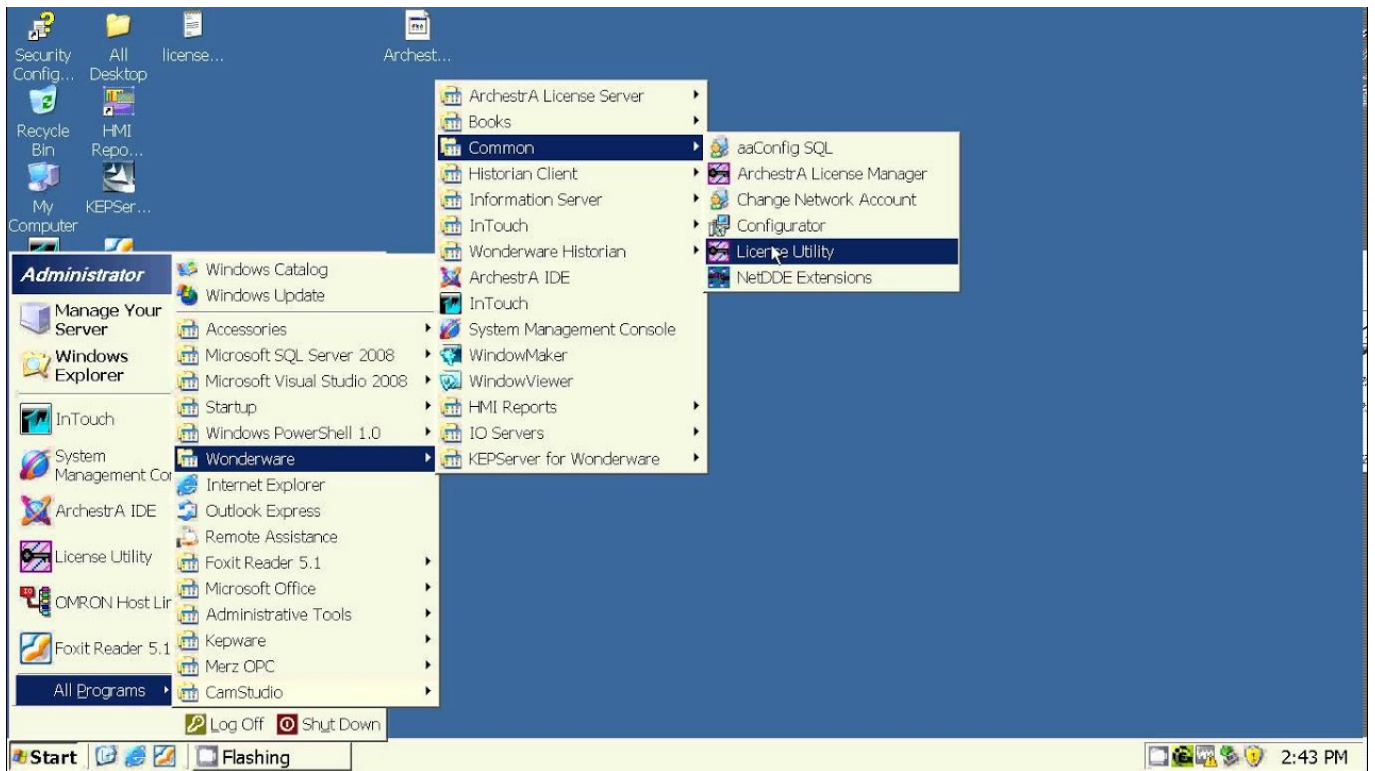 Security
Config...
All
Desktop
license...
Archest...
Recycle
Bin
HMI
Repo...
My
Computer
KEPSer...
Administrator
Manage Your
Server
Windows
Explorer
InTouch
System
Management Co
ArchestrA IDE
License Utility
OMRON Host Lin
Foxit Reader 5.1
All Programs
Windows Catalog
Windows Update
Accessories
Microsoft SQL Server 2008
Microsoft Visual Studio 2008
Startup
Windows PowerShell 1.0
Wonderware
Internet Explorer
Outlook Express
Remote Assistance
Foxit Reader 5.1
Microsoft Office
Administrative Tools
Kepware
Merz OPC
CamStudio
ArchestrA License Server
Books
Common
Historian Client
Information Server
InTouch
Wonderware Historian
ArchestrA IDE
InTouch
System Management Console
WindowMaker
WindowViewer
HMI Reports
IO Servers
KEPServer for Wonderware
aaConfig SQL
ArchestrA License Manager
Change Network Account
Configurator
License Utility
NetDDE Extensions
Log Off
Shut Down
Start
Flashing
2:43 PM